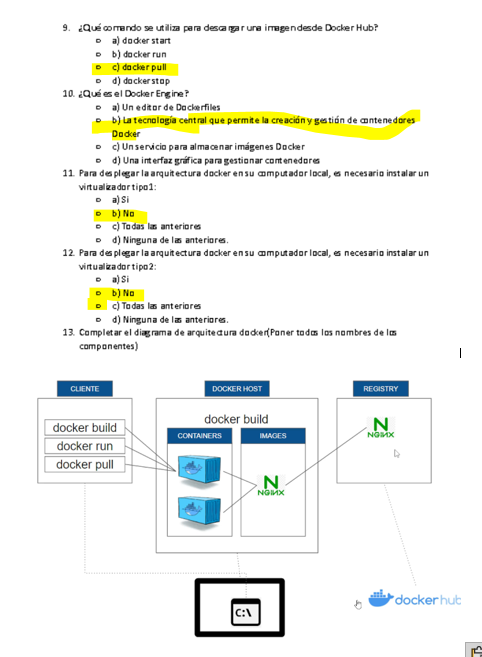 9. ¿Qué comando se utiliza para descargar una imagen desde Docker Hub?
o a) docker start
o b) docker run
o c) docker pull
o d) docker stop
10. ¿Qué es el Docker Engine?
o a) Un editor de Dockerfiles
o b) La tecnología central que permite la creación y gestión de contenedores
Docker
o c) Un servicio para almacenar imágenes Docker
o d) Una interfaz gráfica para gestionar contenedores
11. Para desplegar la arquitectura docker en su computador local, es necesario instalar un
virtualizador tipo1:
o a) Si
o b) No
o c) Todas las anteriores
o d) Ninguna de las anteriores.
12. Para desplegar la arquitectura docker en su computador local, es necesario instalar un
virtualizador tipo2:
o a) Si
o b) No
o c) Todas las anteriores
o d) Ninguna de las anteriores.
13. Completar el diagrama de arquitectura docker(Poner todos los nombres de los
componentes)
CLIENTE
DOCKER HOST
REGISTRY
docker build
docker run
docker pull
docker build
CONTAINERS
IMAGES
NGINX
NGINX
docker
docker
C:\
dockerhub